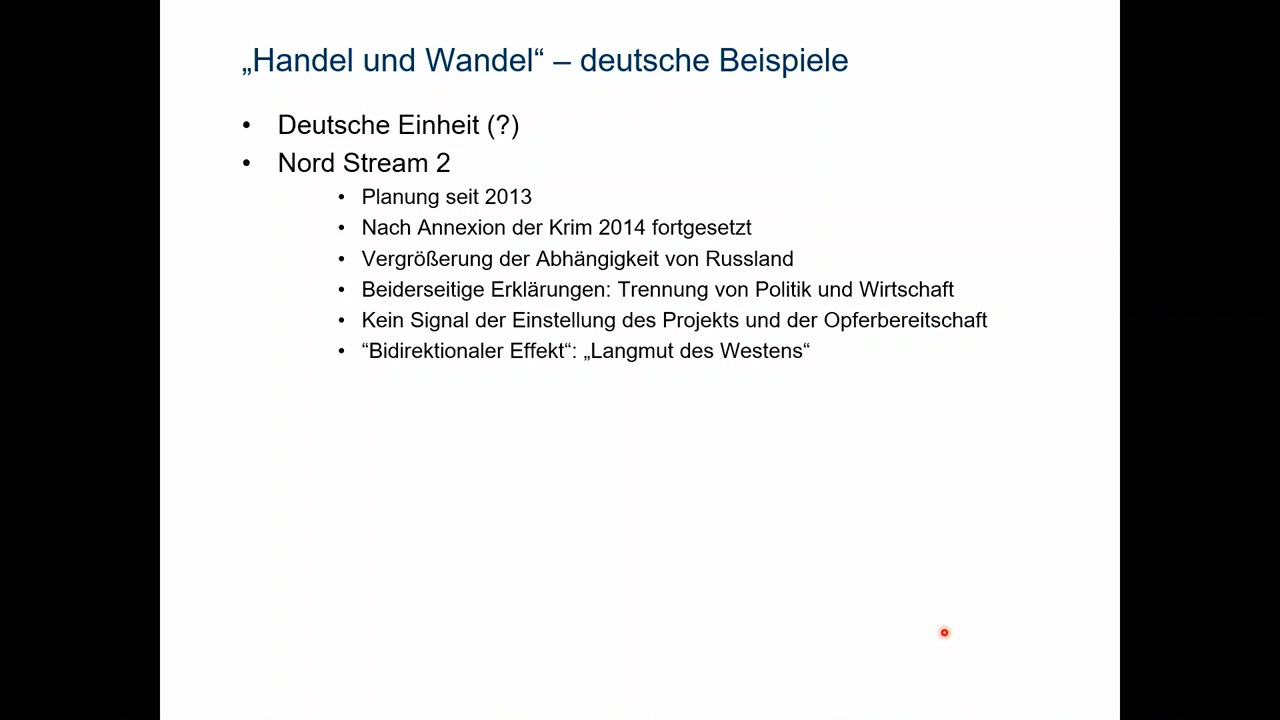 „Handel und Wandel“ – deutsche Beispiele
• Deutsche Einheit (?)
• Nord Stream 2
• Planung seit 2013
• Nach Annexion der Krim 2014 fortgesetzt
• Vergrößerung der Abhängigkeit von Russland
• Beiderseitige Erklärungen: Trennung von Politik und Wirtschaft
• Kein Signal der Einstellung des Projekts und der Opferbereitschaft
• “Bidirektionaler Effekt“: „Langmut des Westens“